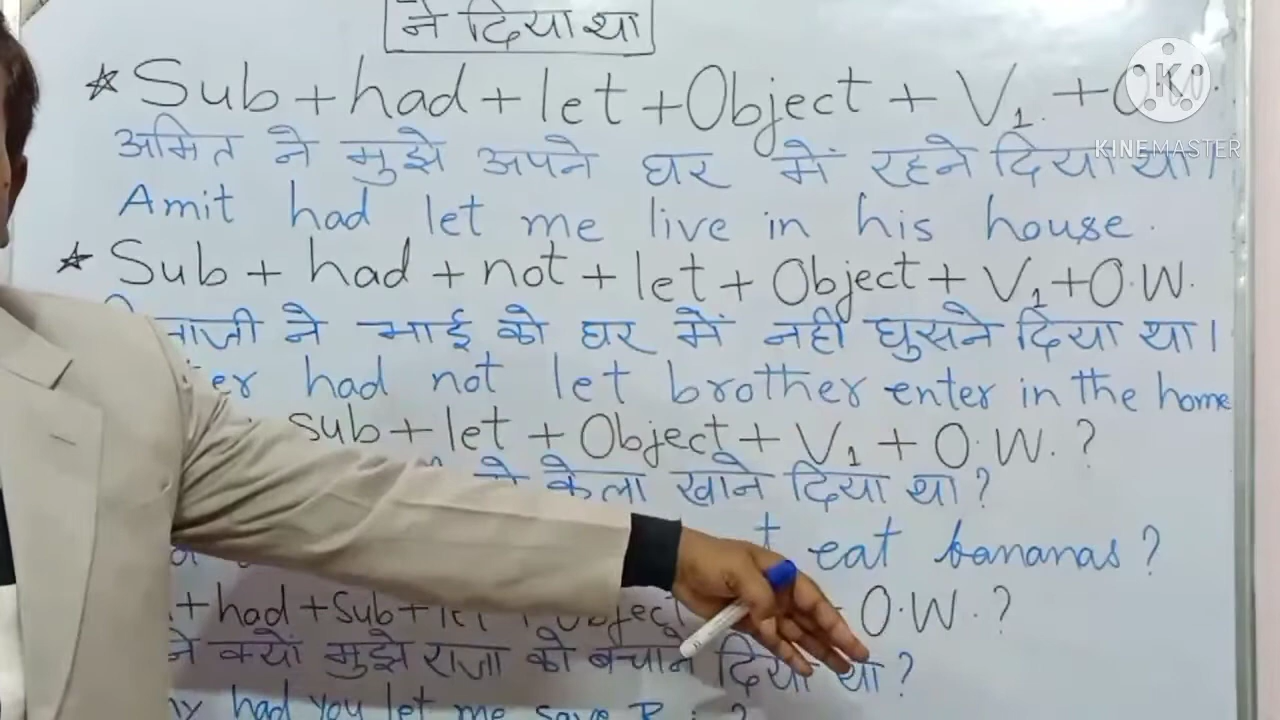 ने दिया था
☆ Sub + had + let + Object + V1. + O.
K
KINEMASTER
अमित ने मुझे अपने घर में रहने दिया था।
Amit had let me live in his house.
☆ Sub + had + not + let + Object + V1 + O.W.
ने भाई को घर में नहीं घुसने दिया था।
had not let brother enter in the home
sub + let + Object + V1 + O.W. ?
ने केला खाने दिया था ?
eat bananas ?
+ had + Sub + let + Object O.W. ?
ने क्यों मुझे राजा को बचाने दिया था ?
had you let me save ?